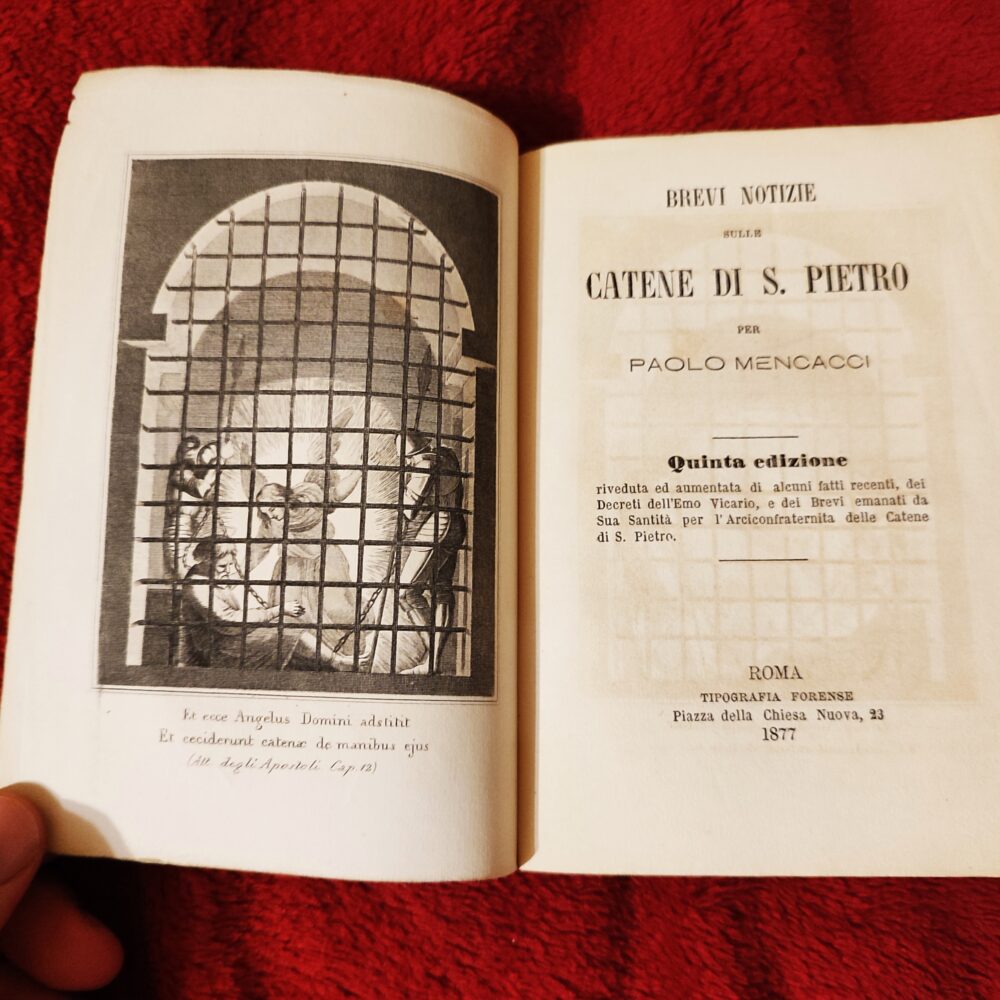 Et ecce Angelus Domini adstitit
Et ceciderunt catenæ de manibus ejus
(Att. degli Apostoli. Cap. 12)
BREVI NOTIZIE
SULLE
CATENE DI S. PIETRO
PER
PAOLO MENCACCI
Quinta edizione
riveduta ed aumentata di alcuni fatti recenti, dei
Decreti dell'Emo Vicario, e dei Brevi emanati da
Sua Santità per l'Arciconfraternita delle Catene
di S. Pietro.
ROMA
TIPOGRAFIA FORENSE
Piazza della Chiesa Nuova, 23
1877